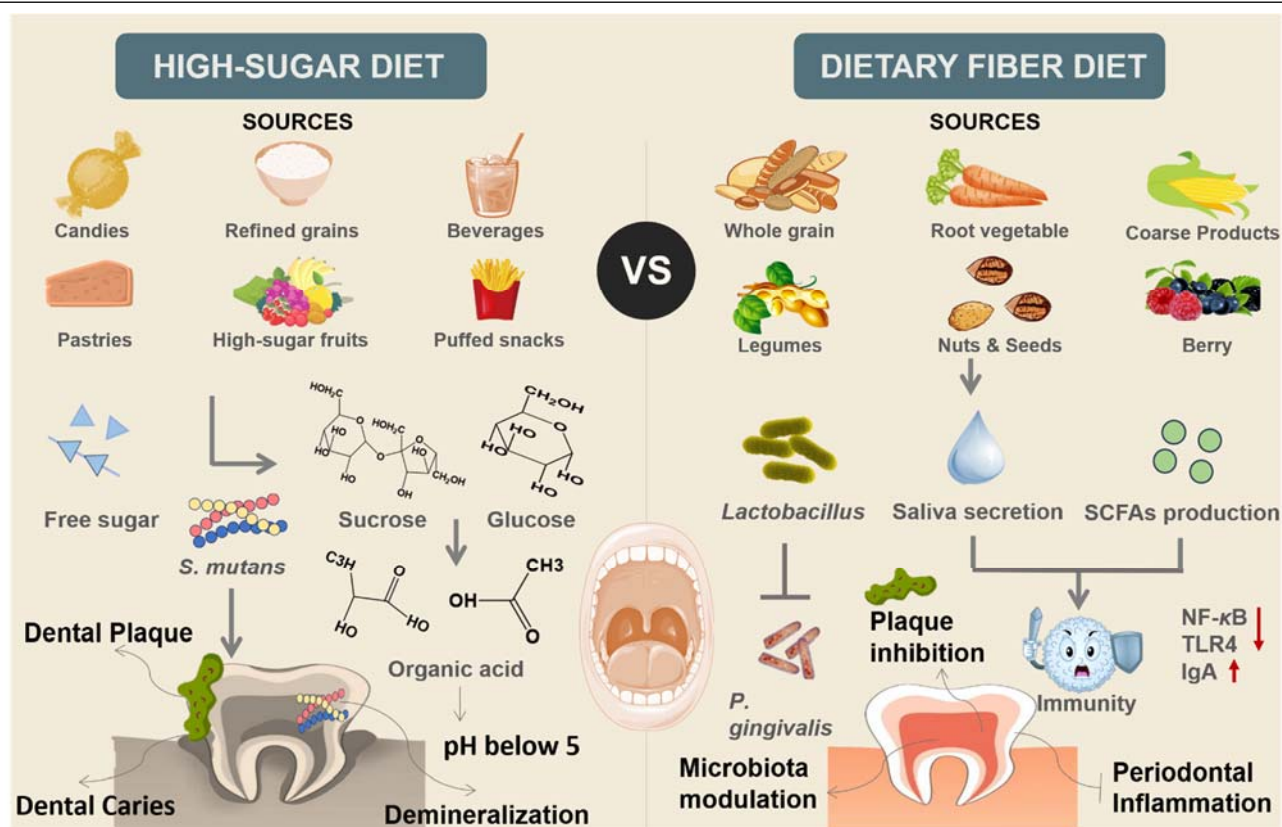 HIGH-SUGAR DIET
SOURCES
Candies
Refined grains
Beverages
Pastries
High-sugar fruits
Puffed snacks
Free sugar
S. mutans
HOH₂C
O
HO
HO
HO
O
HOH₂C
O
HO
CH₂OH
OH
Sucrose
CH₂OH
O
HO
HO
HO
HO
Glucose
C3H
O
HO
HO
CH3
OH
O
Organic acid
pH below 5
Dental Plaque
Dental Caries
Demineralization
VS
DIETARY FIBER DIET
SOURCES
Whole grain
Root vegetable
Coarse Products
Legumes
Nuts & Seeds
Berry
Lactobacillus
Saliva secretion
SCFAs production
P.
gingivalis
Plaque
inhibition
Immunity
NF-κB
TLR4
IgA
Microbiota
modulation
Periodontal
Inflammation